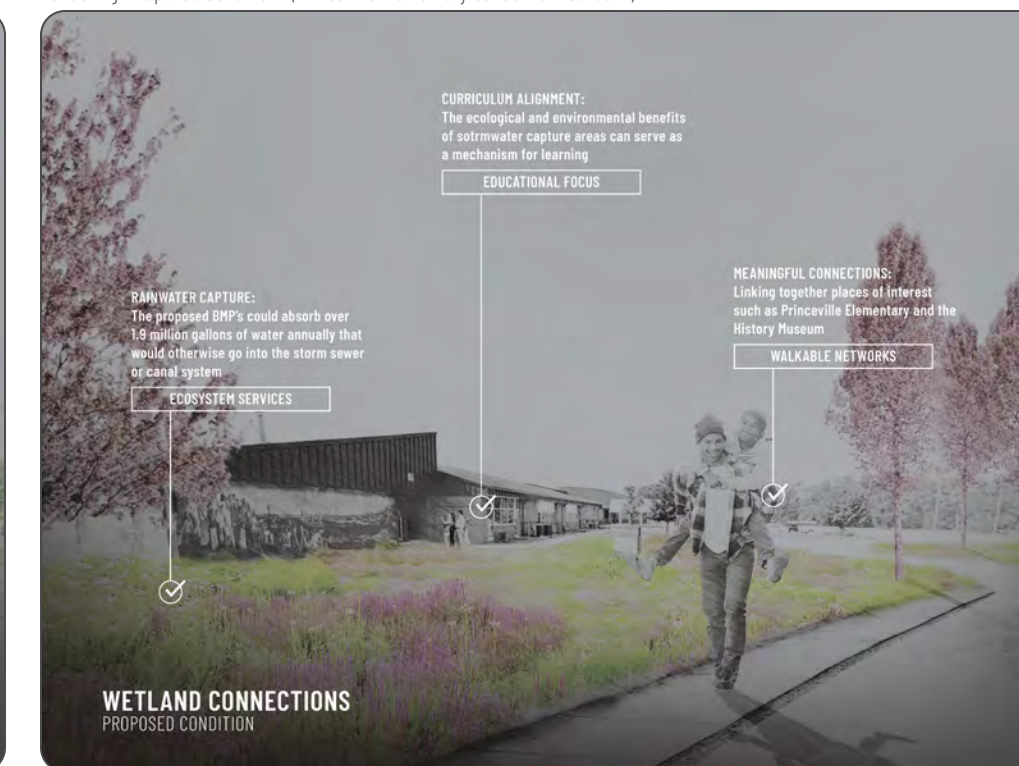 CURRICULUM ALIGNMENT:
The ecological and environmental benefits
of sotrmwater capture areas can serve as
a mechanism for learning
EDUCATIONAL FOCUS
MEANINGFUL CONNECTIONS:
Linking together places of interest
such as Princeville Elementary and the
History Museum
WALKABLE NETWORKS
RAINWATER CAPTURE:
The proposed BMP's could absorb over
1.9 million gallons of water annually that
would otherwise go into the storm sewer
or canal system
ECOSYSTEM SERVICES
WETLAND CONNECTIONS
PROPOSED CONDITION